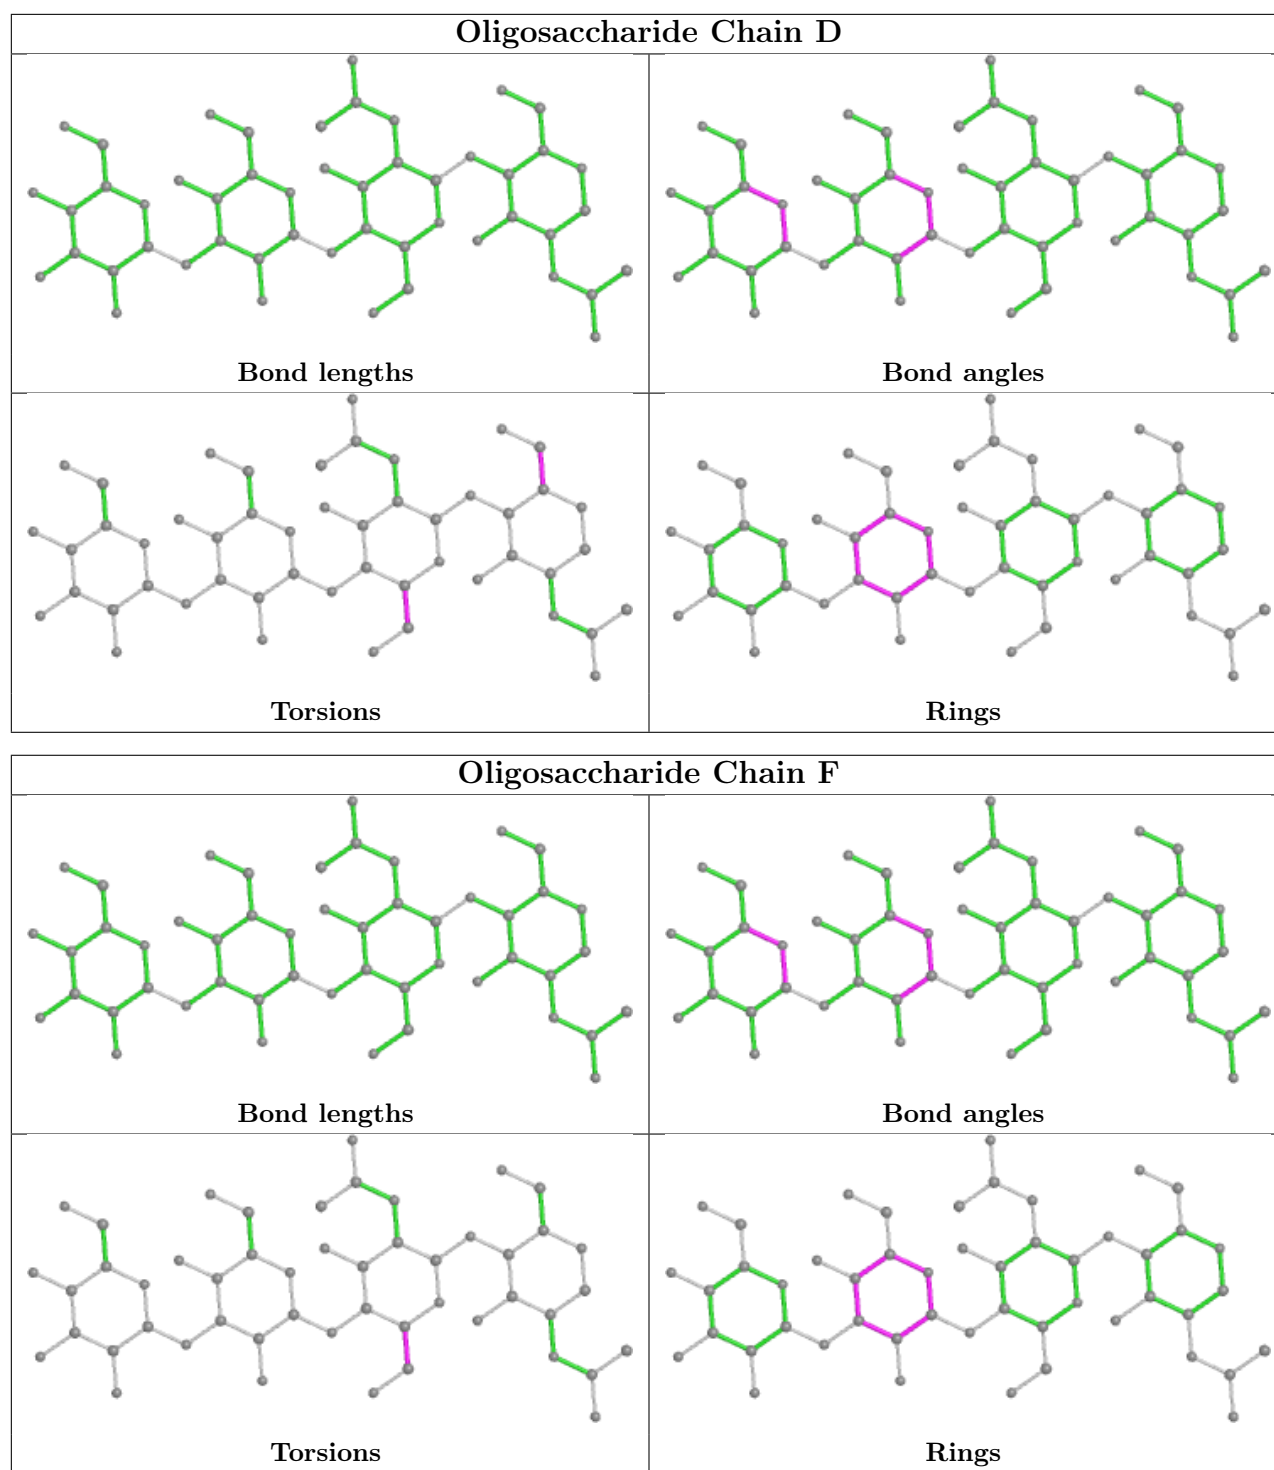 Oligosaccharide Chain D
Bond lengths
Bond angles
Torsions
Rings
Oligosaccharide Chain F
Bond lengths
Bond angles
Torsions
Rings